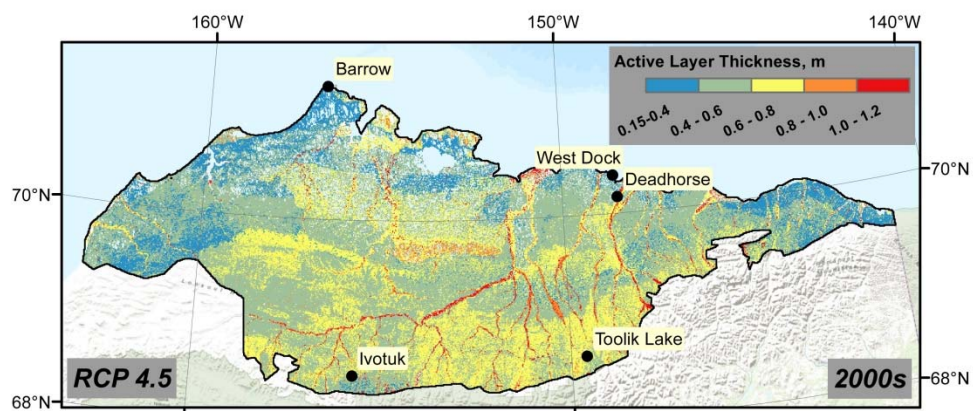 160°W 150°W 140°W
Active Layer Thickness, m
0.15-0.4 0.4 - 0.6 0.6 - 0.8 0.8 - 1.0 1.0 - 1.2
Barrow
West Dock
Deadhorse
70°N 70°N
Toolik Lake
Ivotuk
RCP 4.5 2000s
68°N 68°N